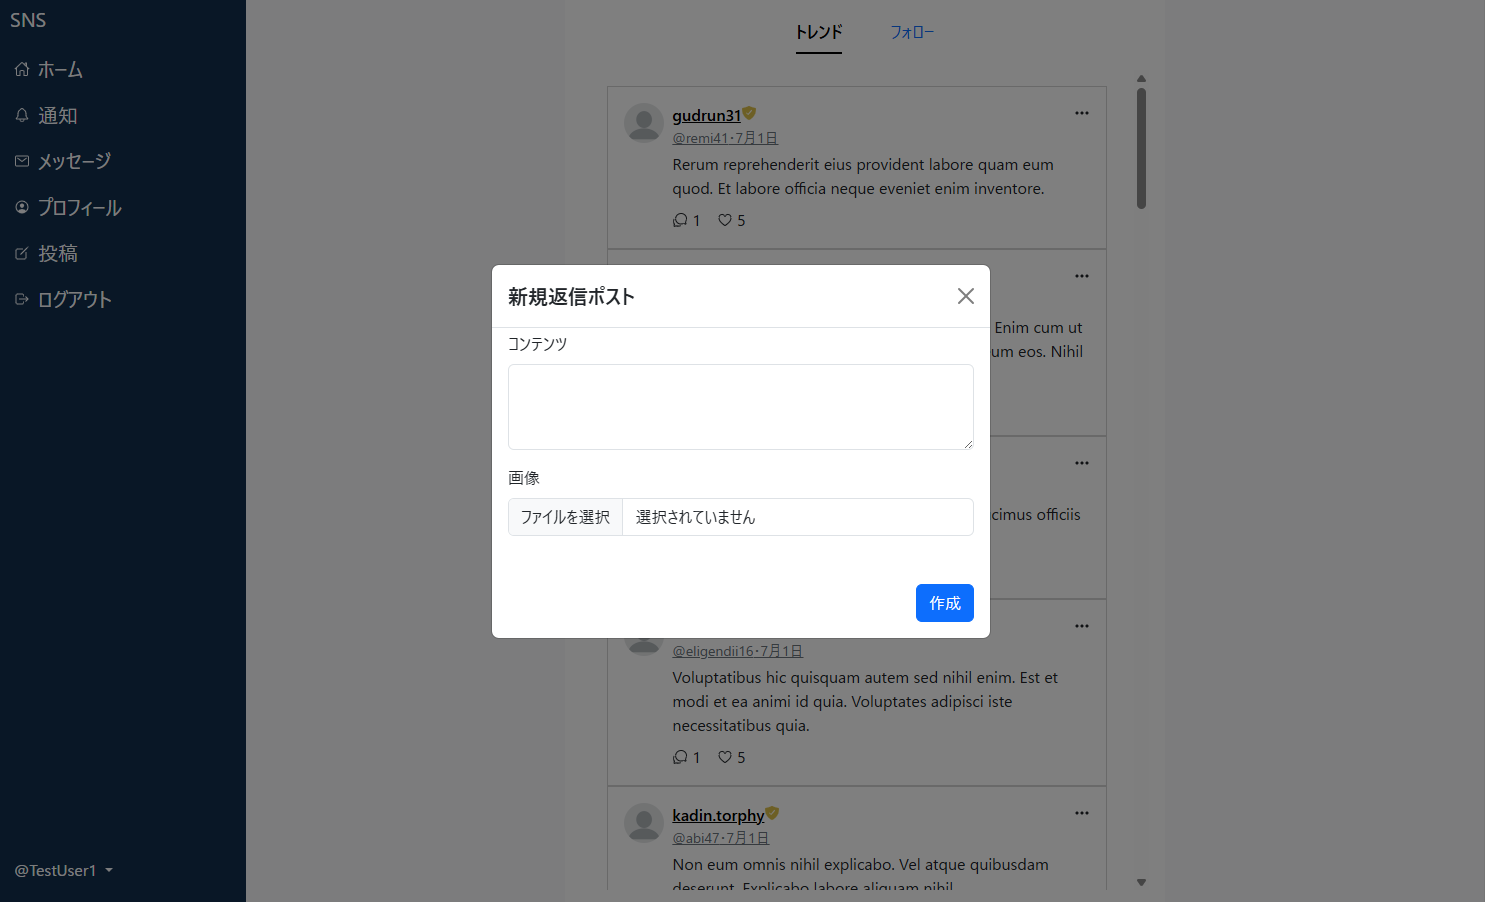 SNS
ホーム
通知
メッセージ
プロフィール
投稿
ログアウト
@TestUser1
トレンド
フォロー
gudrun31
@remi41・7月1日
Rerum reprehenderit eius provident labore quam eum
quod. Et labore officia neque eveniet enim inventore.
1 5
Enim cum ut
um eos. Nihil
cimus officiis
新規返信ポスト
コンテンツ
画像
ファイルを選択 選択されていません
作成
@eligendii16・7月1日
Voluptatibus hic quisquam autem sed nihil enim. Est et
modi et ea animi id quia. Voluptates adipisci iste
necessitatibus quia.
1 5
kadin.torphy
@abi47・7月1日
Non eum omnis nihil explicabo. Vel atque quibusdam
deserunt. Explicabo labore aliquam nihil